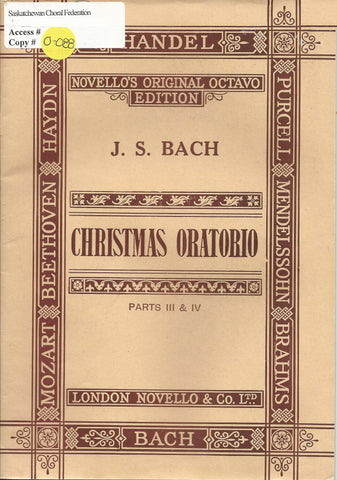 Saskatchewan Choral Federation
Access #
Copy #
O-088
HANDEL
NOVELLO'S ORIGINAL OCTAVO
EDITION
HAYDN
BEETHOVEN
MOZART
PURCELL
MENDELSSOHN
BRAHMS
J. S. BACH
CHRISTMAS ORATORIO
PARTS III & IV
LONDON NOVELLO & Co. LTD
BACH